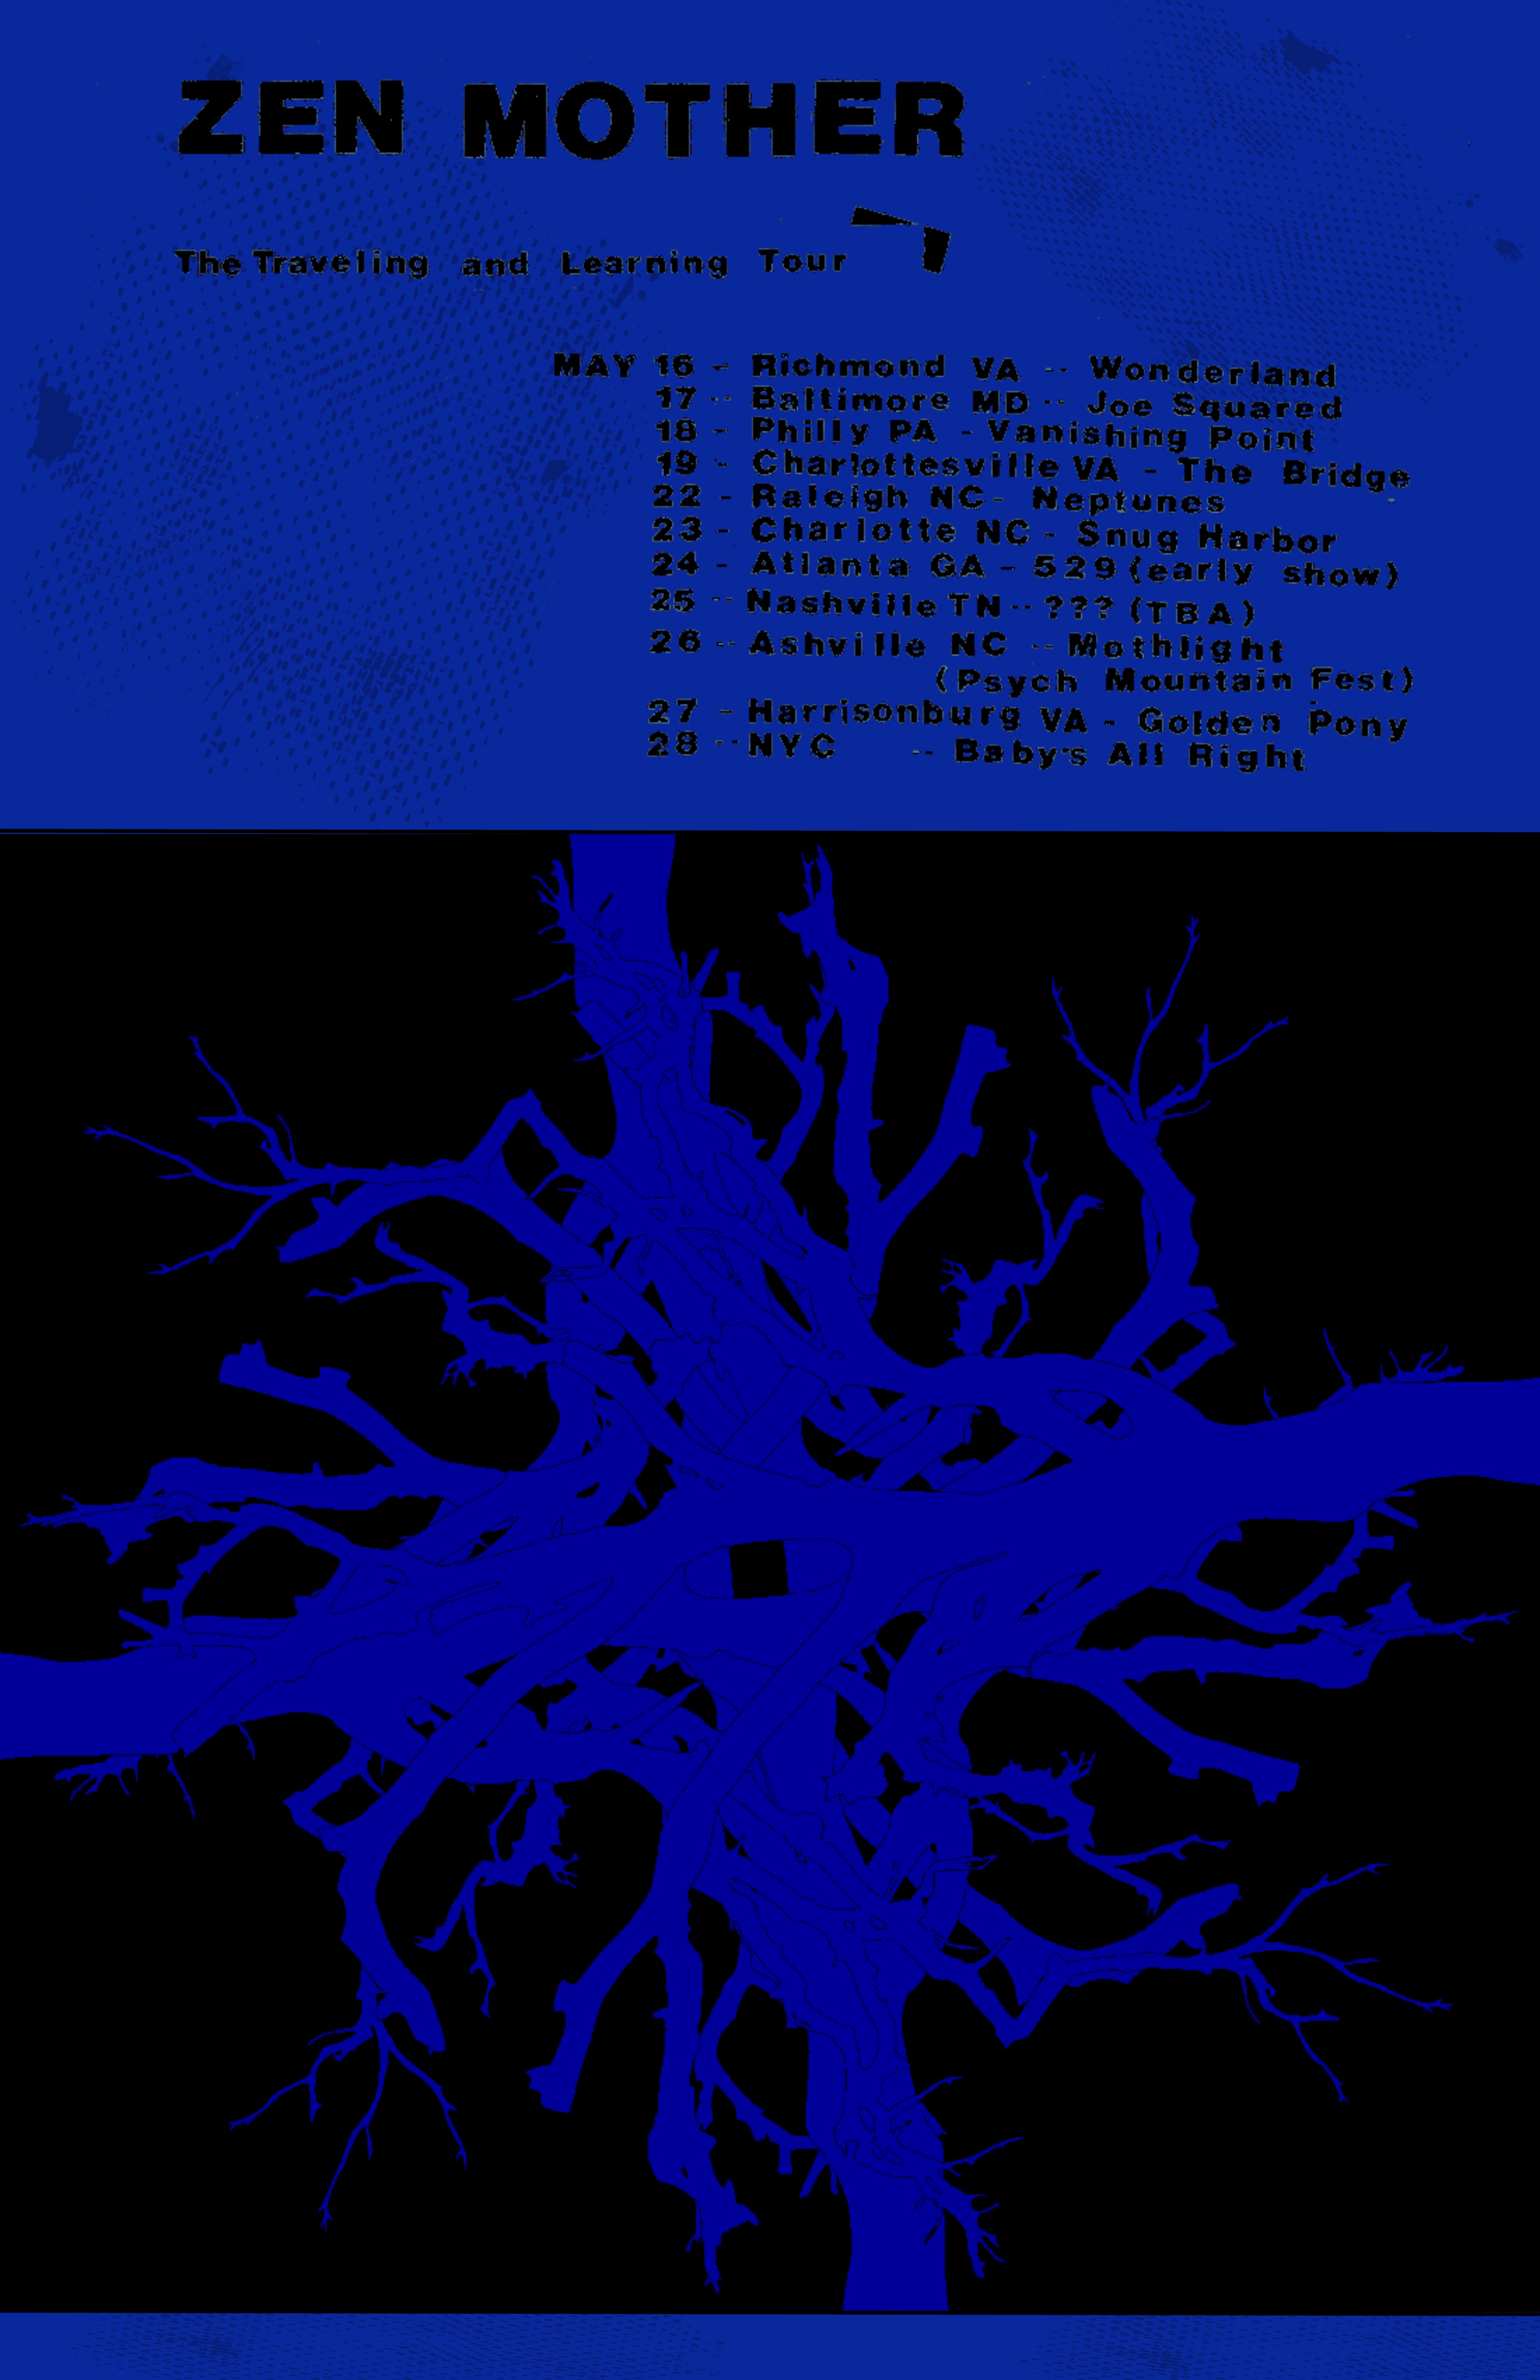 ZEN MOTHER
The Traveling and Learning Tour
MAY 16 - Richmond VA -- Wonderland
17 -- Baltimore MD -- Joe Squared
18 - Philly PA - Vanishing Point
19 - Charlottesville VA - The Bridge
22 - Raleigh NC - Neptunes
23 - Charlotte NC - Snug Harbor
24 - Atlanta GA - 529 (early show)
25 -- Nashville TN -- ??? (TBA)
26 -- Ashville NC -- Mothlight
(Psych Mountain Fest)
27 - Harrisonburg VA - Golden Pony
28 -- NYC -- Baby's All Right